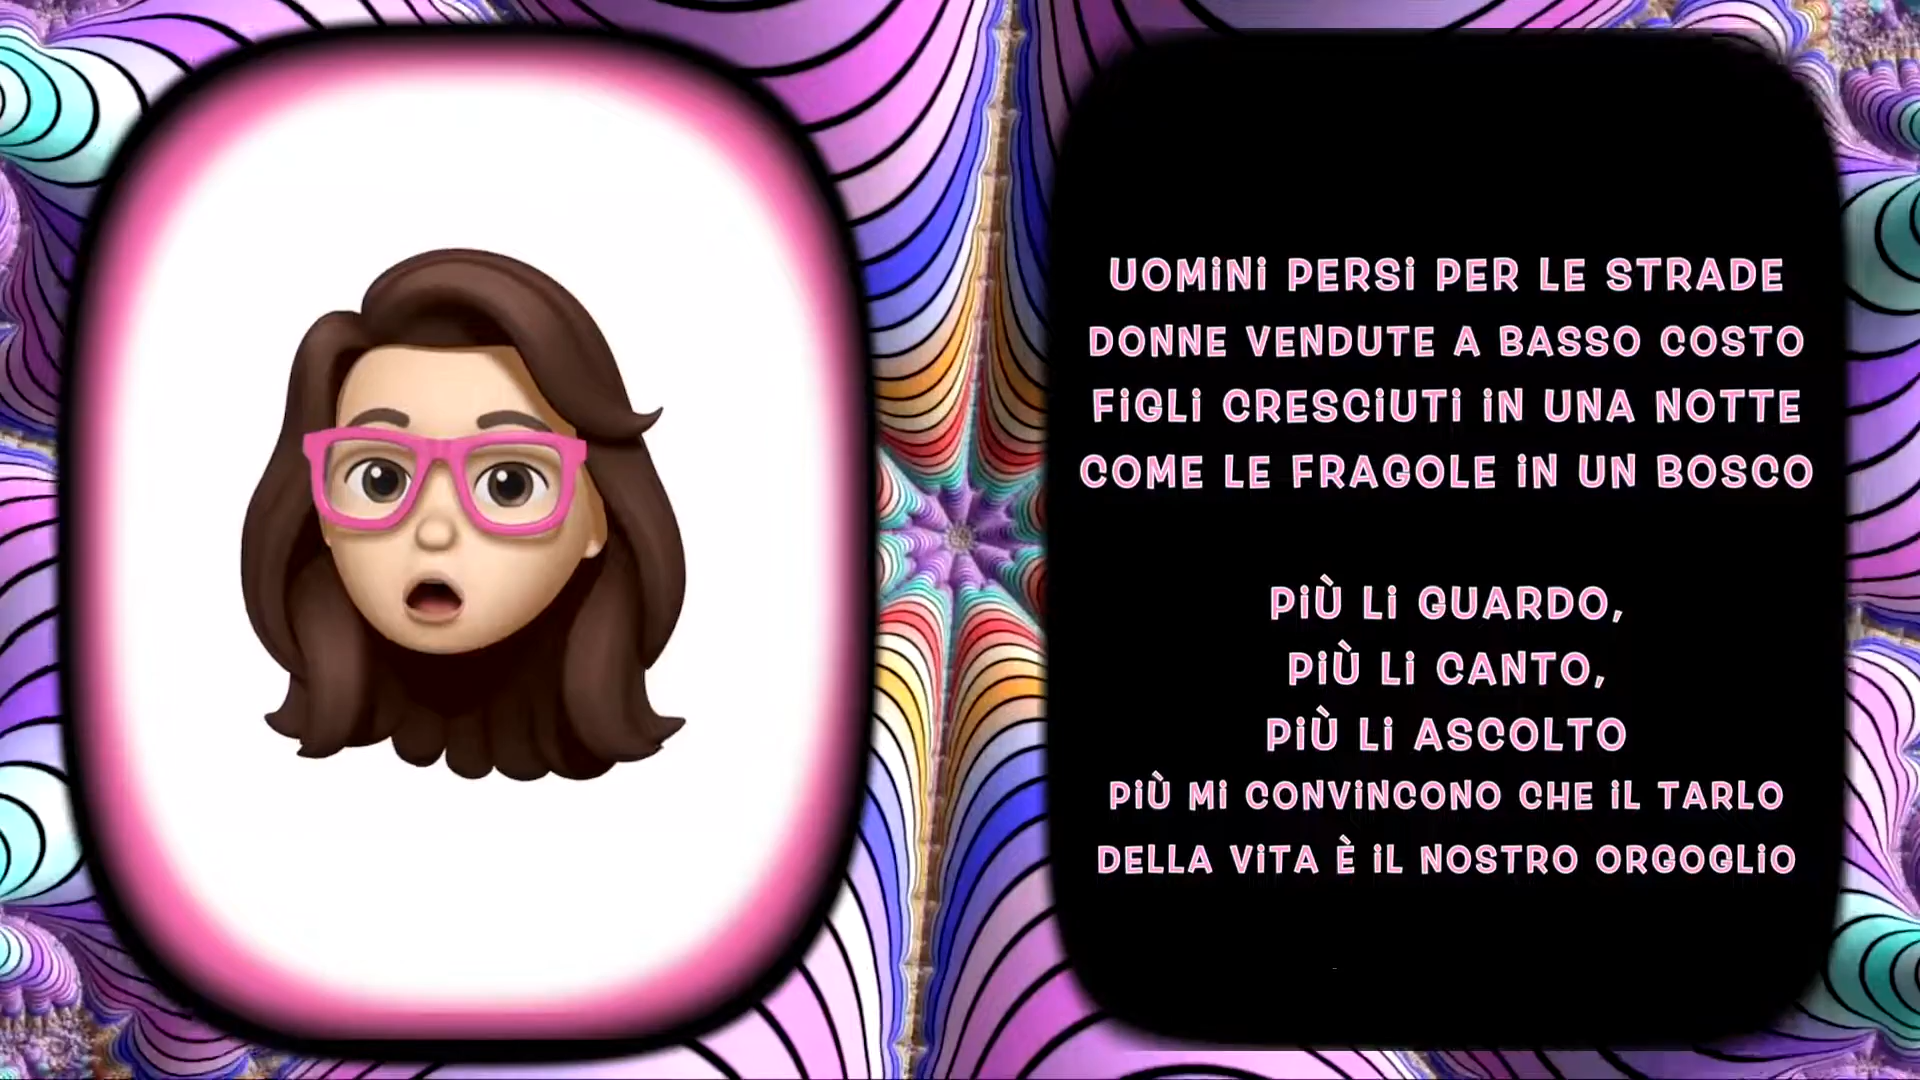 UOMINI PERSI PER LE STRADE
DONNE VENDUTE A BASSO COSTO
FIGLI CRESCIUTI IN UNA NOTTE
COME LE FRAGOLE IN UN BOSCO
PIÙ LI GUARDO,
PIÙ LI CANTO,
PIÙ LI ASCOLTO
PIÙ MI CONVINCONO CHE IL TARLO
DELLA VITA È IL NOSTRO ORGOGLIO